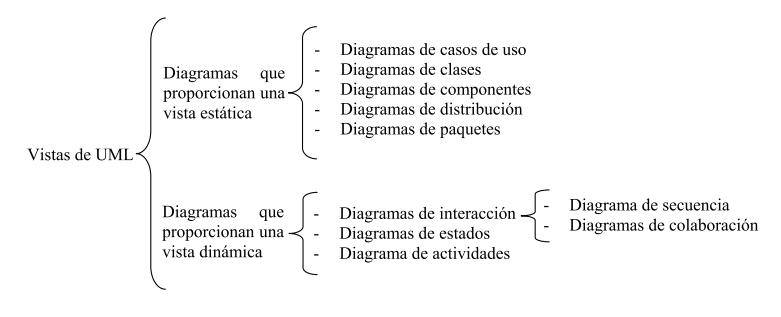 Vistas de UML
Diagramas que
proporcionan una
vista estática
- Diagramas de casos de uso
- Diagramas de clases
- Diagramas de componentes
- Diagramas de distribución
- Diagramas de paquetes
Diagramas que
proporcionan una
vista dinámica
- Diagramas de interacción
- Diagramas de estados
- Diagrama de actividades
- Diagrama de secuencia
- Diagramas de colaboración